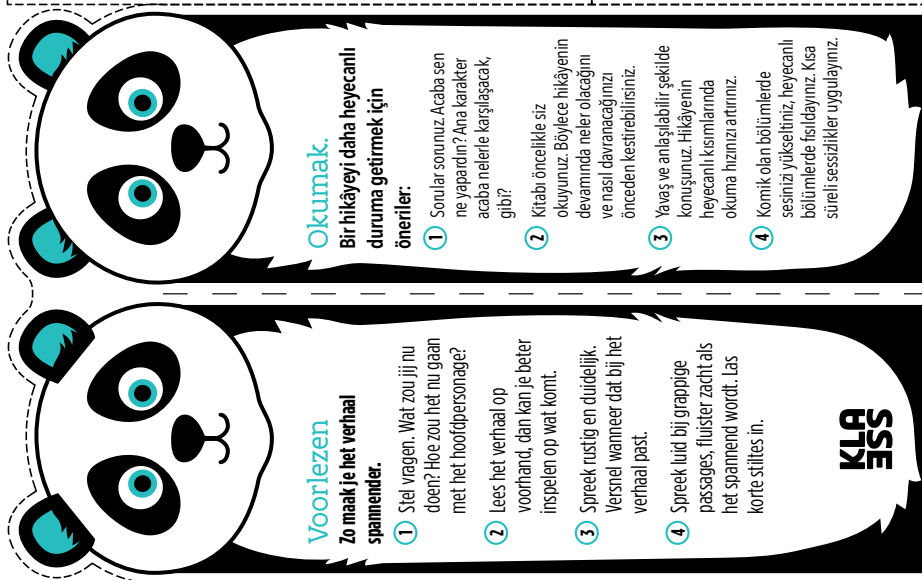 Okumak.
Bir hikâyeyi daha heyecanlı
duruma getirmek için
öneriler:
1 Sorular sorunuz. Acaba sen
ne yapardın? Ana karakter
acaba nelerle karşılaşacak,
gibi?
2 Kitabı öncelikle siz
okuyunuz. Böylece hikâyenin
devamında neler olacağını
ve nasıl davranacağınızı
önceden kestirebilirsiniz.
3 Yavaş ve anlaşılabilir şekilde
konuşunuz. Hikâyenin
heyecanlı kısımlarında
okuma hızınızı artırınız.
4 Komik olan bölümlerde
sesinizi yükseltiniz, heyecanlı
bölümlerde fısıldayınız. Kısa
süreli sessizlikler uygulayınız.
Voorlezen
Zo maak je het verhaal
spannender.
1 Stel vragen. Wat zou jij nu
doen? Hoe zou het nu gaan
met het hoofdpersonage?
2 Lees het verhaal op
voorhand, dan kan je beter
inspelen op wat komt.
3 Spreek rustig en duidelijk.
Versnel wanneer dat bij het
verhaal past.
4 Spreek luid bij grappige
passages, fluister zacht als
het spannend wordt. Las
korte stiltes in.
KLA
SSE